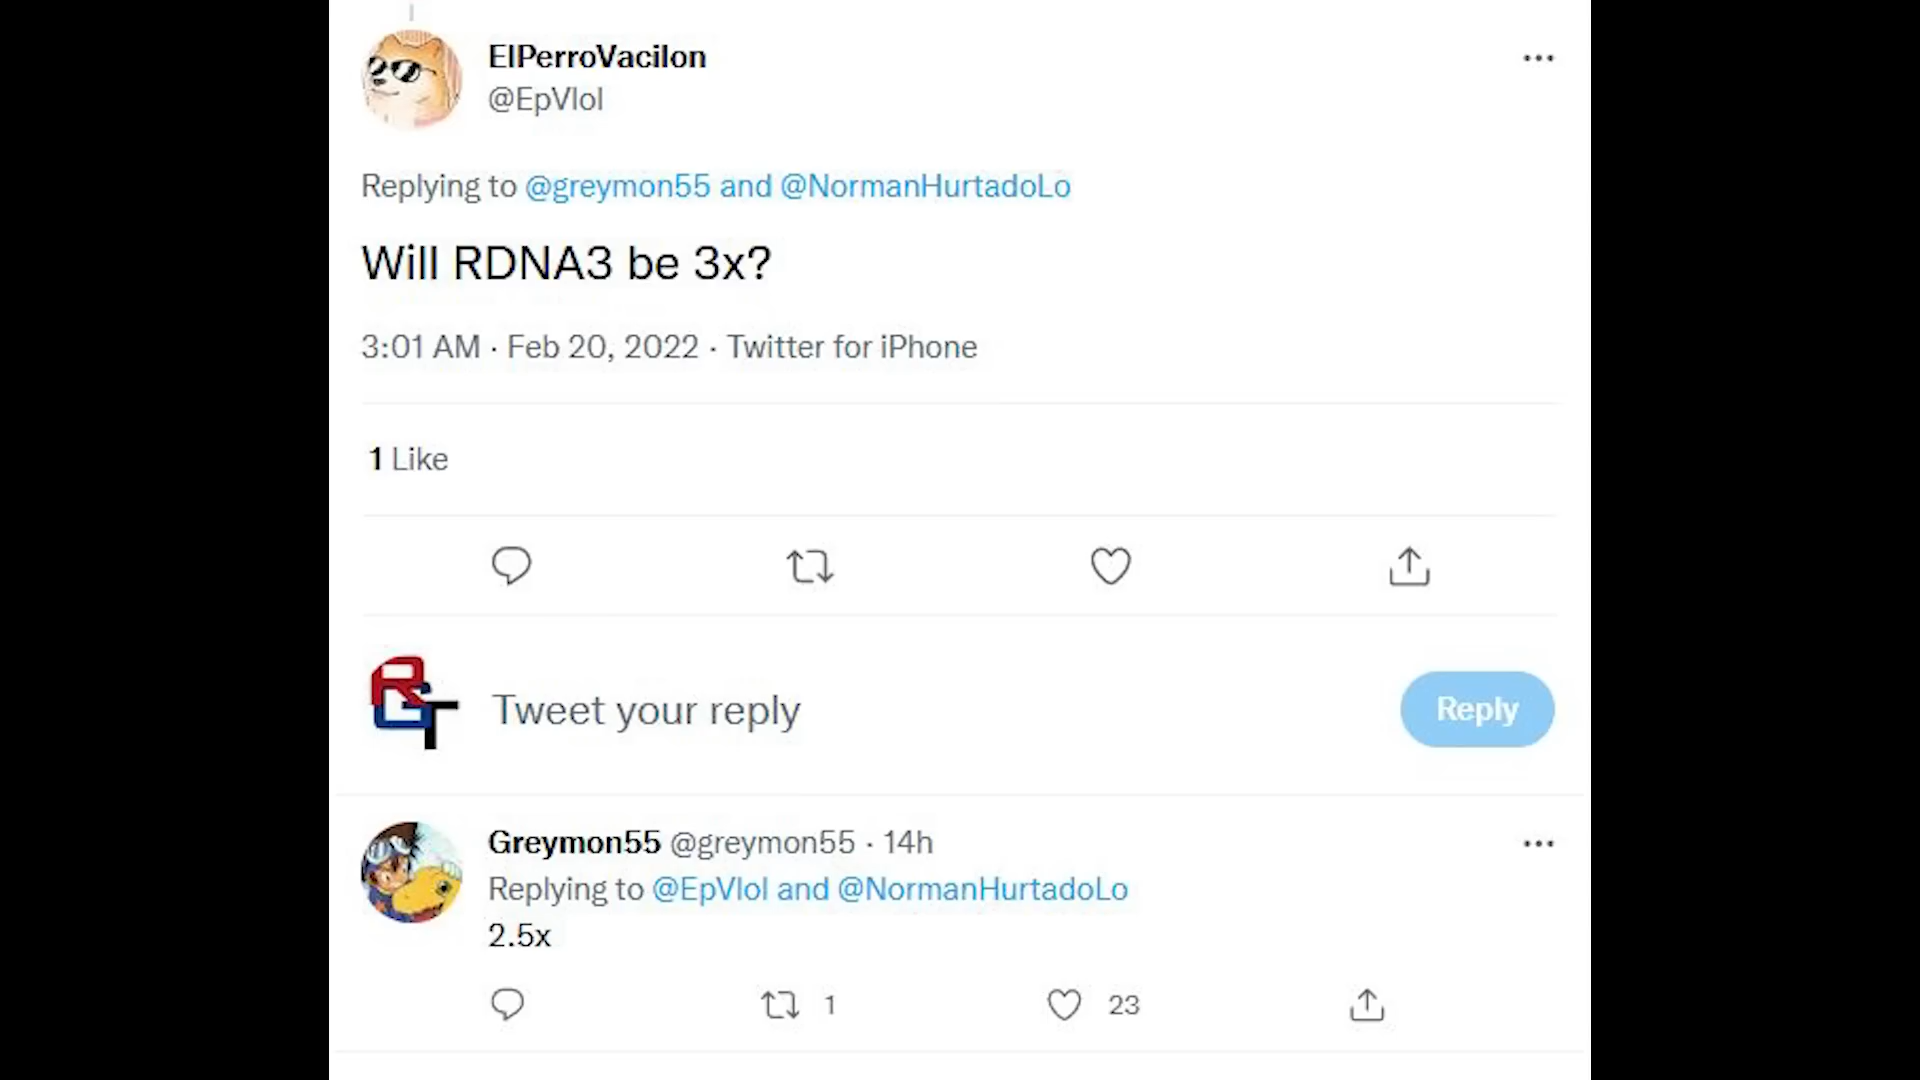 ElPerroVacilon
@EpVlol
Replying to @greymon55 and @NormanHurtadoLo
Will RDNA3 be 3x?
3:01 AM · Feb 20, 2022 · Twitter for iPhone
1 Like
RGT
Tweet your reply
Reply
Greymon55 @greymon55 · 14h
Replying to @EpVlol and @NormanHurtadoLo
2.5x
1 23